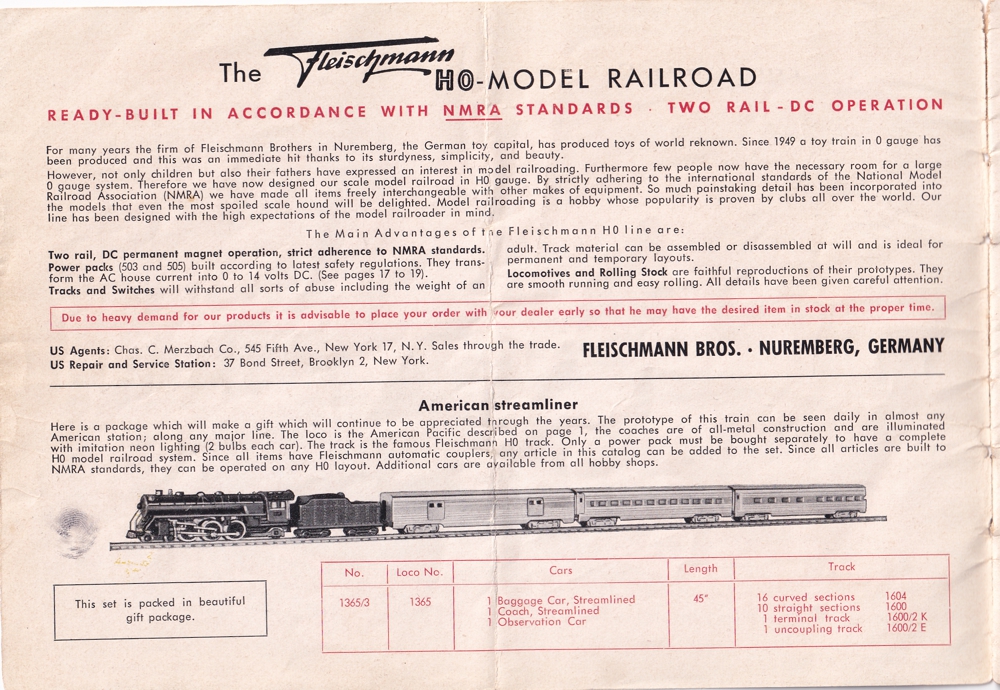 The Fleischmann HO-MODEL RAILROAD
READY-BUILT IN ACCORDANCE WITH NMRA STANDARDS · TWO RAIL-DC OPERATION
For many years the firm of Fleischmann Brothers in Nuremberg, the German toy capital, has produced toys of world reknown. Since 1949 a toy train in 0 gauge has
been produced and this was an immediate hit thanks to its sturdyness, simplicity, and beauty.
However, not only children but also their fathers have expressed an interest in model railroading. Furthermore few people now have the necessary room for a large
0 gauge system. Therefore we have now designed our scale model railroad in H0 gauge. By strictly adhering to the international standards of the National Model
Railroad Association (NMRA) we have made all items freely interchangeable with other makes of equipment. So much painstaking detail has been incorporated into
the models that even the most spoiled scale hound will be delighted. Model railroading is a hobby whose popularity is proven by clubs all over the world. Our
line has been designed with the high expectations of the model railroader in mind.
The Main Advantages of the Fleischmann H0 line are:
Two rail, DC permanent magnet operation, strict adherence to NMRA standards.
Power packs (503 and 505) built according to latest safety regulations. They trans-
form the AC house current into 0 to 14 volts DC. (See pages 17 to 19).
Tracks and Switches will withstand all sorts of abuse including the weight of an
adult. Track material can be assembled or disassembled at will and is ideal for
permanent and temporary layouts.
Locomotives and Rolling Stock are faithful reproductions of their prototypes. They
are smooth running and easy rolling. All details have been given careful attention.
Due to heavy demand for our products it is advisable to place your order with your dealer early so that he may have the desired item in stock at the proper time.
US Agents: Chas. C. Merzbach Co., 545 Fifth Ave., New York 17, N.Y. Sales through the trade.
US Repair and Service Station: 37 Bond Street, Brooklyn 2, New York.
FLEISCHMANN BROS. · NUREMBERG, GERMANY
American streamliner
Here is a package which will make a gift which will continue to be appreciated through the years. The prototype of this train can be seen daily in almost any
American station; along any major line. The loco is the American Pacific described on page 1, the coaches are of all-metal construction and are illuminated
with imitation neon lighting (2 bulbs each car). The track is the famous Fleischmann H0 track. Only a power pack must be bought separately to have a complete
H0 model railroad system. Since all items have Fleischmann automatic couplers, any article in this catalog can be added to the set. Since all articles are built to
NMRA standards, they can be operated on any H0 layout. Additional cars are available from all hobby shops.
This set is packed in beautiful
gift package.
No. Loco No. Cars Length Track
1365/3 1365 1 Baggage Car, Streamlined 45" 16 curved sections 1604
1 Coach, Streamlined 10 straight sections 1600
1 Observation Car 1 terminal track 1600/2 K
1 uncoupling track 1600/2 E